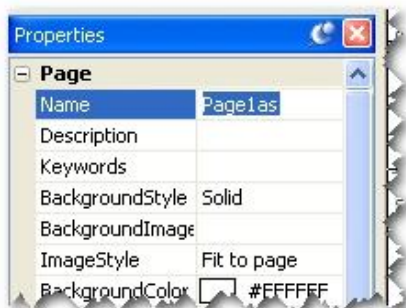 Properties
Page
Name Page1as
Description
Keywords
BackgroundStyle Solid
BackgroundImage
ImageStyle Fit to page
BackgroundColor #FFFFFF